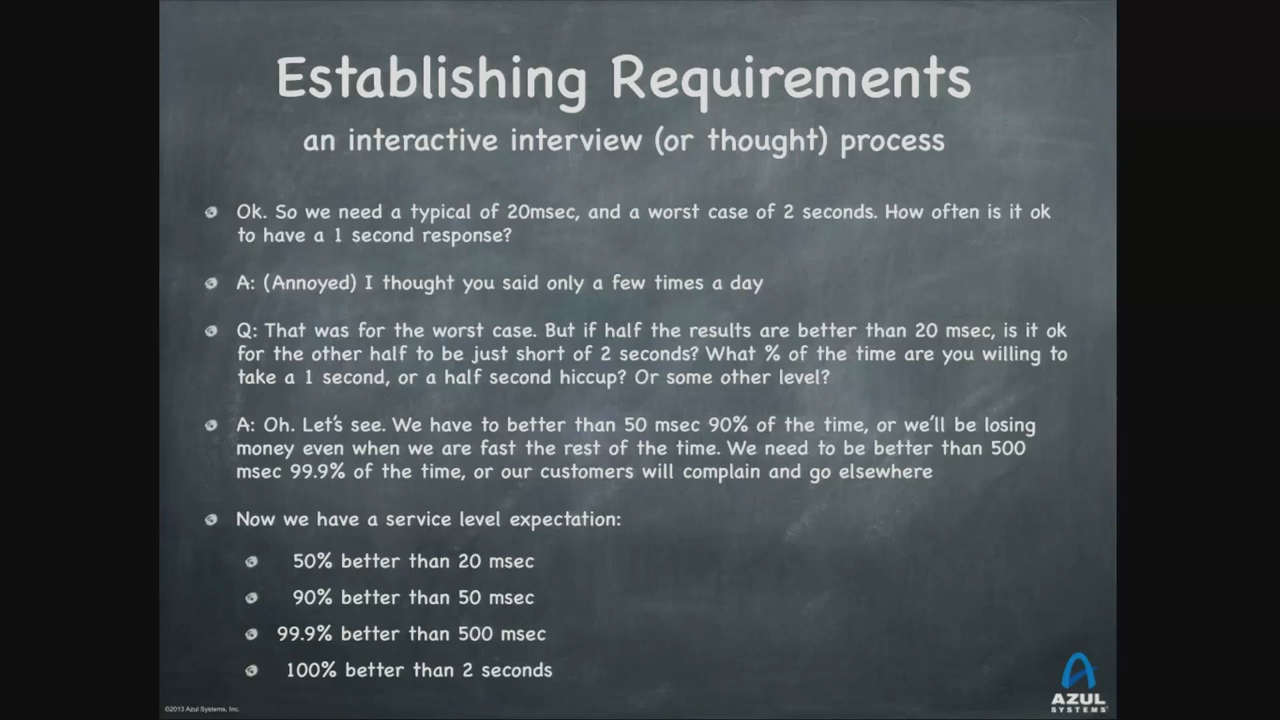 Establishing Requirements
an interactive interview (or thought) process
Ok. So we need a typical of 20msec, and a worst case of 2 seconds. How often is it ok
to have a 1 second response?
A: (Annoyed) I thought you said only a few times a day
Q: That was for the worst case. But if half the results are better than 20 msec, is it ok
for the other half to be just short of 2 seconds? What % of the time are you willing to
take a 1 second, or a half second hiccup? Or some other level?
A: Oh. Let's see. We have to better than 50 msec 90% of the time, or we'll be losing
money even when we are fast the rest of the time. We need to be better than 500
msec 99.9% of the time, or our customers will complain and go elsewhere
Now we have a service level expectation:
50% better than 20 msec
90% better than 50 msec
99.9% better than 500 msec
100% better than 2 seconds
©2013 Azul Systems, Inc.
AZUL
SYSTEMS